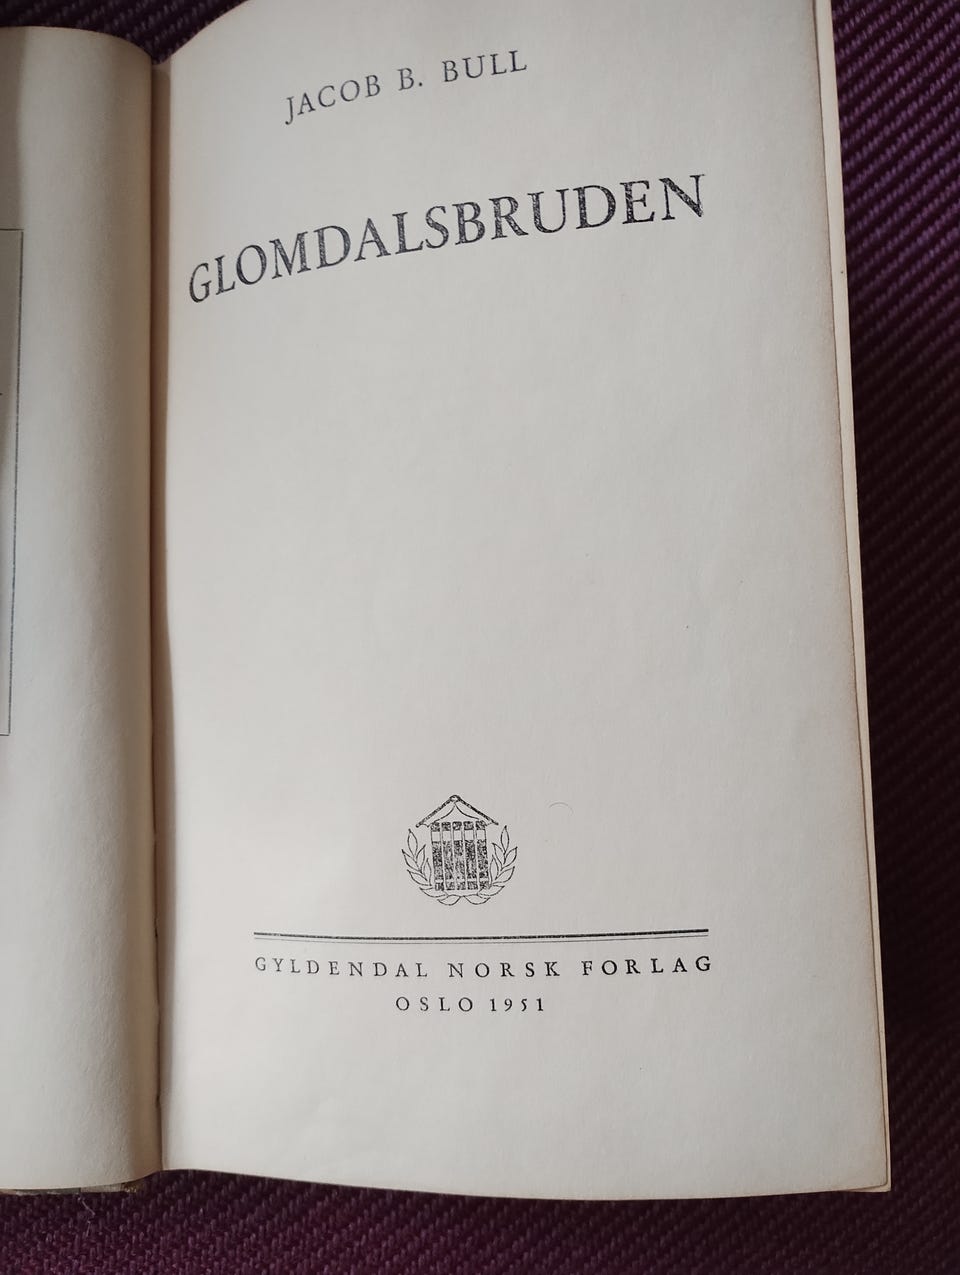 JACOB B. BULL
GLOMDALSBRUDEN
GYLDENDAL NORSK FORLAG
OSLO 1951